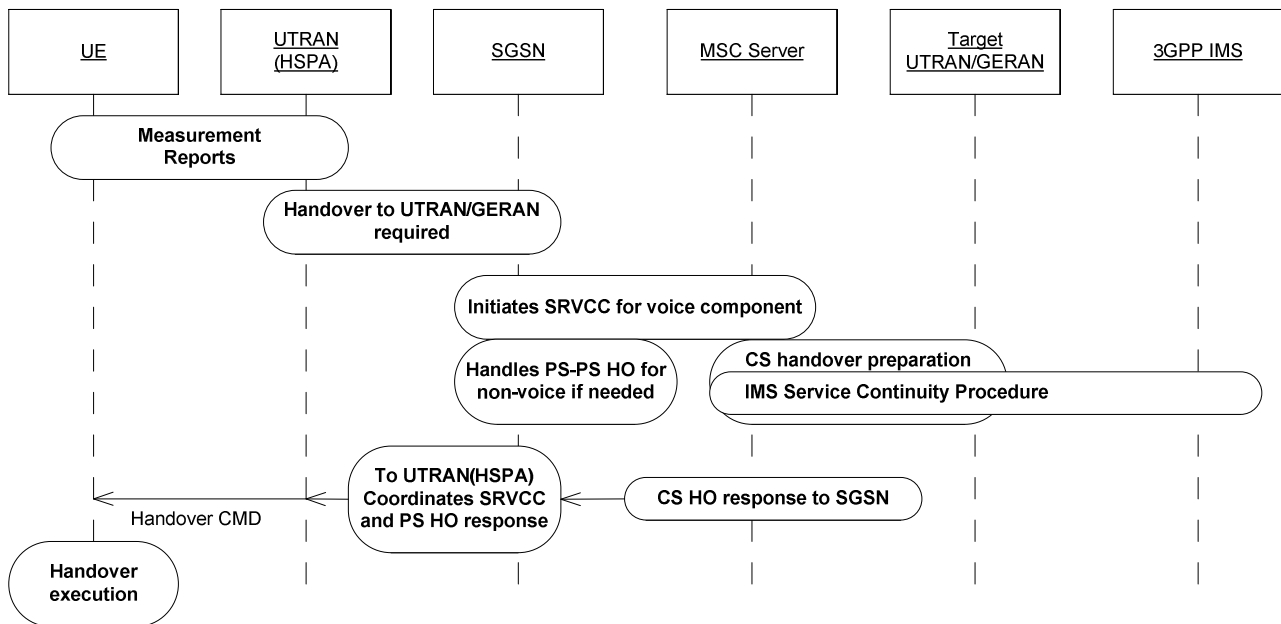 UE
UTRAN
(HSPA)
SGSN
MSC Server
Target
UTRAN/GERAN
3GPP IMS
Measurement
Reports
Handover to UTRAN/GERAN
required
Initiates SRVCC for voice component
Handles PS-PS HO for
non-voice if needed
CS handover preparation
IMS Service Continuity Procedure
To UTRAN(HSPA)
Coordinates SRVCC
and PS HO response
CS HO response to SGSN
Handover CMD
Handover
execution